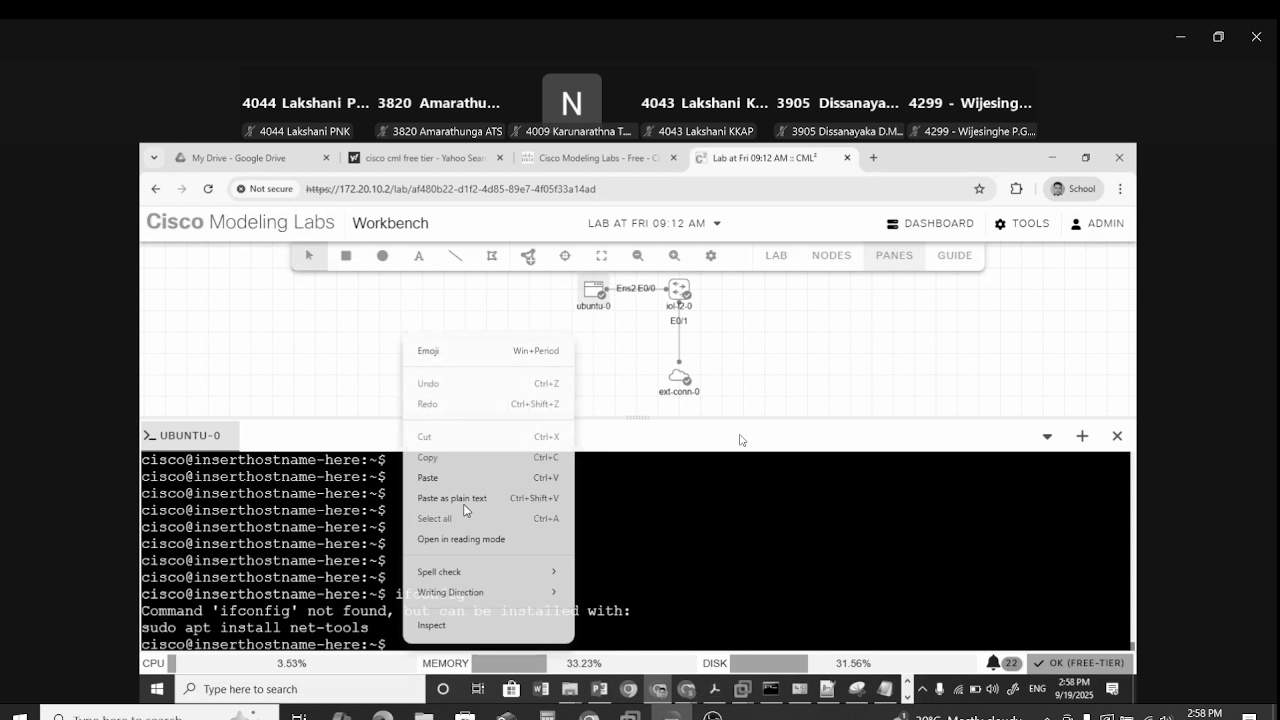 4044 Lakshani P... 3820 Amarathu... N 4043 Lakshani K... 3905 Dissanaya... 4299 - Wijesing...
4044 Lakshani PNK 3820 Amarathunga ATS 4009 Karunarathna T... 4043 Lakshani KKAP 3905 Dissanayaka D.M... 4299 - Wijesinghe P.G....
My Drive - Google Drive cisco cml free tier - Yahoo Sear Cisco Modeling Labs - Free - Ci Lab at Fri 09:12 AM :: CML²
Not secure https://172.20.10.2/lab/af480b22-d1f2-4d85-89e7-4f05f33a14ad School
Cisco Modeling Labs Workbench LAB AT FRI 09:12 AM DASHBOARD TOOLS ADMIN
A LAB NODES PANES GUIDE
Ens2 E0/0
ubuntu-0 iol-l2-0
E0/1
ext-conn-0
Emoji Win+Period
Undo Ctrl+Z
Redo Ctrl+Shift+Z
Cut Ctrl+X
Copy Ctrl+C
Paste Ctrl+V
Paste as plain text Ctrl+Shift+V
Select all Ctrl+A
Open in reading mode
Spell check
Writing Direction
Inspect
UBUNTU-0
cisco@inserthostname-here:~$
cisco@inserthostname-here:~$
cisco@inserthostname-here:~$
cisco@inserthostname-here:~$
cisco@inserthostname-here:~$
cisco@inserthostname-here:~$
cisco@inserthostname-here:~$
cisco@inserthostname-here:~$
cisco@inserthostname-here:~$ ifconfig
Command 'ifconfig' not found, but can be installed with:
sudo apt install net-tools
cisco@inserthostname-here:~$
CPU 3.53% MEMORY 33.23% DISK 31.56% 22 OK (FREE-TIER)
Type here to search ENG 2:58 PM
9/19/2025
Type here to search Mostly cloudy 2:58 PM